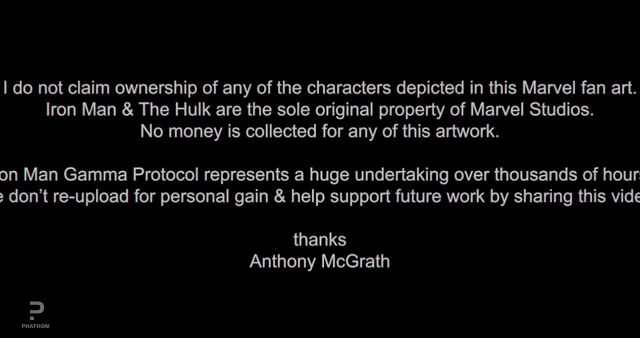 I do not claim ownership of any of the characters depicted in this Marvel fan art.
Iron Man & The Hulk are the sole original property of Marvel Studios.
No money is collected for any of this artwork.
on Man Gamma Protocol represents a huge undertaking over thousands of hours
e don't re-upload for personal gain & help support future work by sharing this vide
thanks
Anthony McGrath
?
PHATHOM